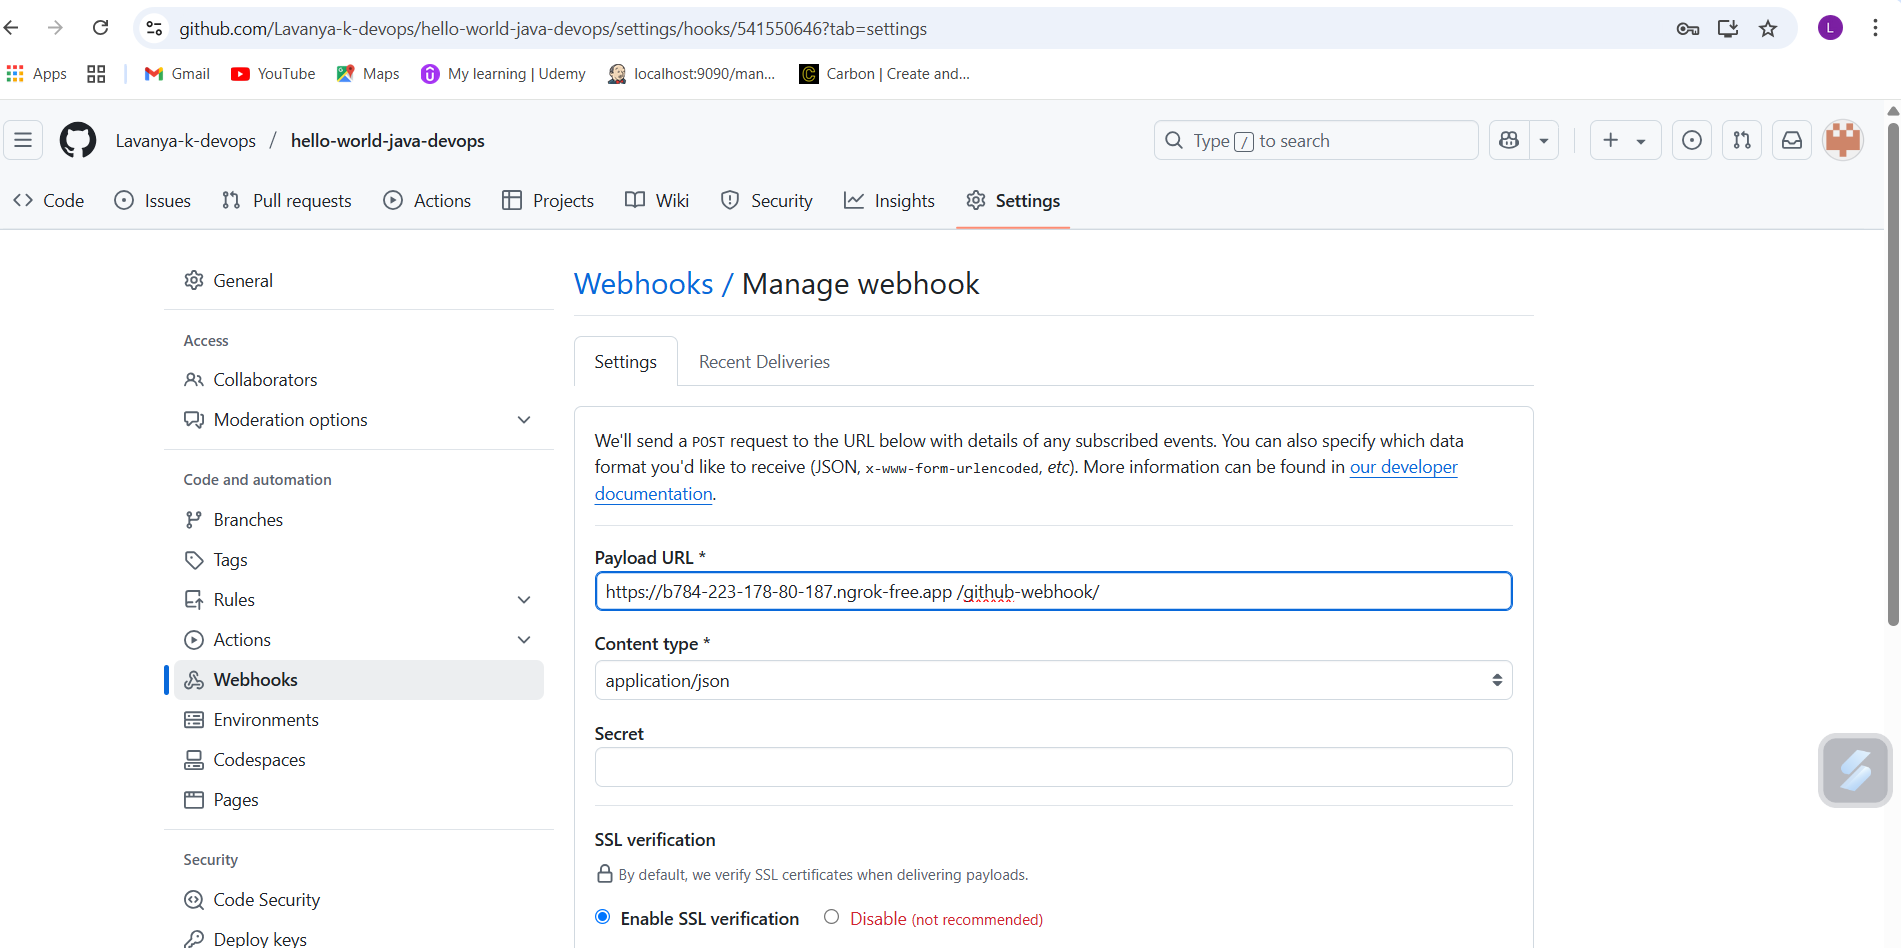 github.com/Lavanya-k-devops/hello-world-java-devops/settings/hooks/541550646?tab=settings
L
Apps Gmail YouTube Maps My learning | Udemy localhost:9090/man... Carbon | Create and...
Lavanya-k-devops / hello-world-java-devops Type / to search
Code Issues Pull requests Actions Projects Wiki Security Insights Settings
General
Access
Collaborators
Moderation options
Code and automation
Branches
Tags
Rules
Actions
Webhooks
Environments
Codespaces
Pages
Security
Code Security
Deploy keys
Webhooks / Manage webhook
Settings Recent Deliveries
We'll send a POST request to the URL below with details of any subscribed events. You can also specify which data
format you'd like to receive (JSON, x-www-form-urlencoded, etc). More information can be found in our developer
documentation.
Payload URL *
https://b784-223-178-80-187.ngrok-free.app /github-webhook/
Content type *
application/json
Secret
SSL verification
By default, we verify SSL certificates when delivering payloads.
Enable SSL verification Disable (not recommended)